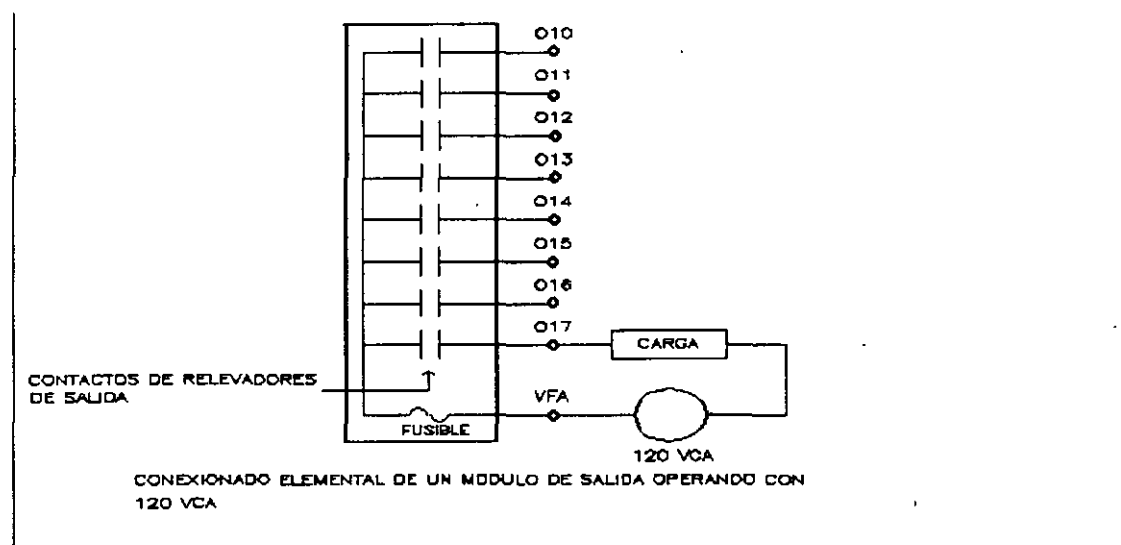 O10
O11
O12
O13
O14
O15
O16
O17
CARGA
CONTACTOS DE RELEVADORES
DE SALIDA
VFA
FUSIBLE
120 VCA
CONEXIONADO ELEMENTAL DE UN MODULO DE SALIDA OPERANDO CON
120 VCA